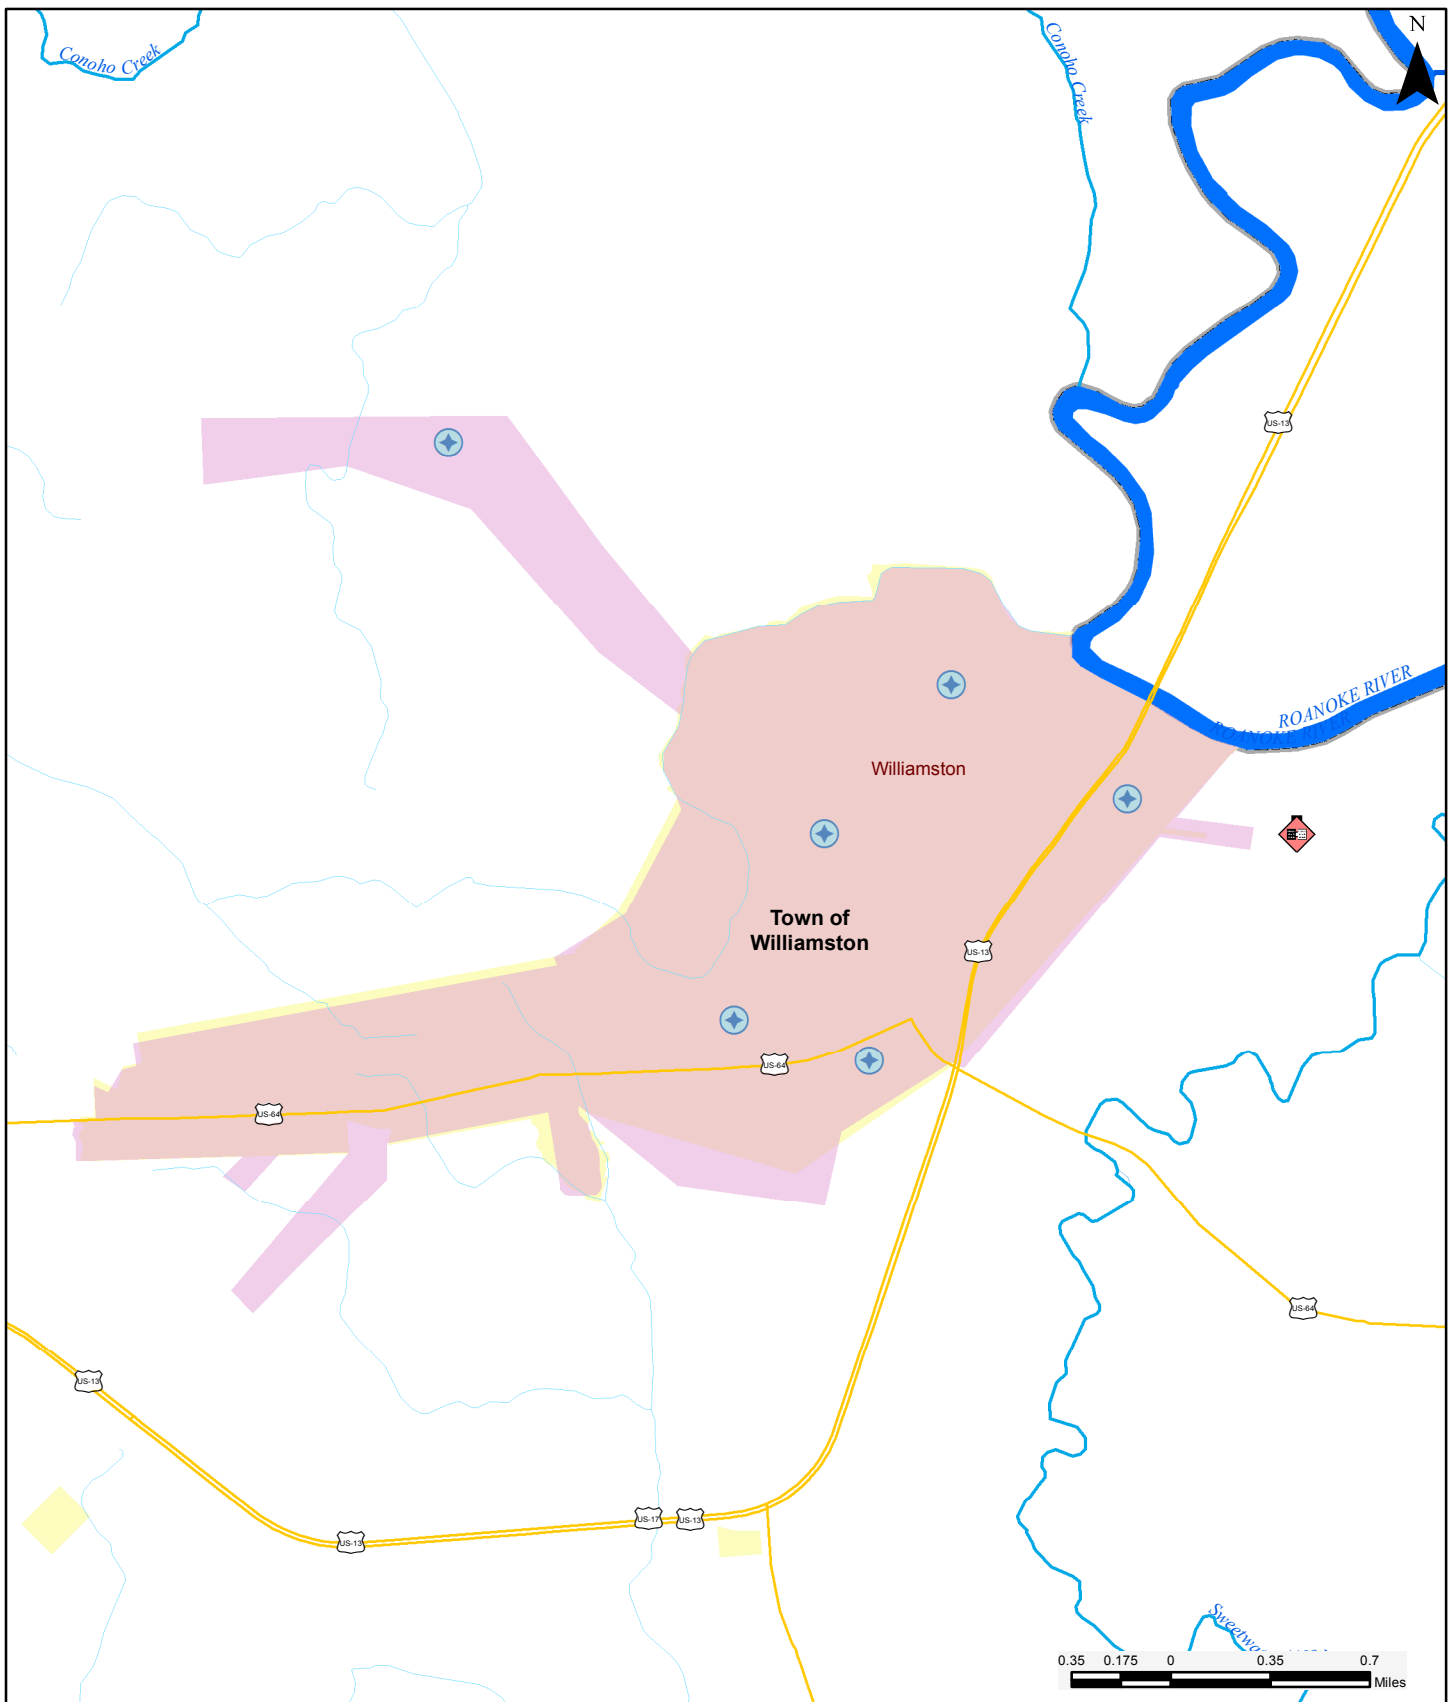 N
Conoho Creek
Conoho Creek
US-13
ROANOKE RIVER
ROANOKE RIVER
Williamston
Town of
Williamston
US-13
US-64
US-64
US-64
US-13
US-17
US-13
US-13
0.35 0.175 0 0.35 0.7
Miles